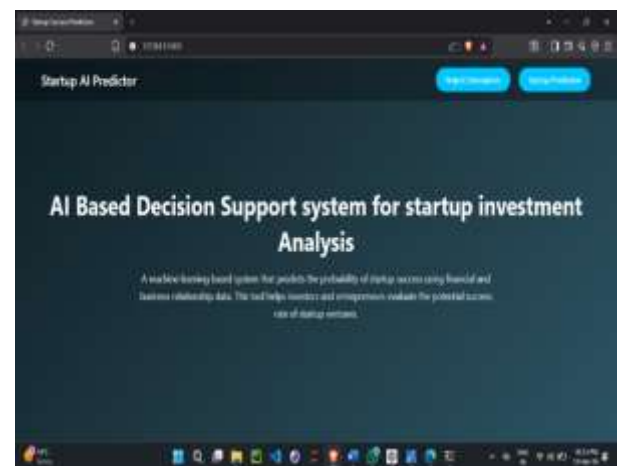 Startup AI Predictor
AI Based Decision Support system for startup investment
Analysis
A machine learning based system that predicts the probability of startup success using financial and
business relationship data. This tool helps investors and entrepreneurs evaluate the potential success
rate of startup ventures.